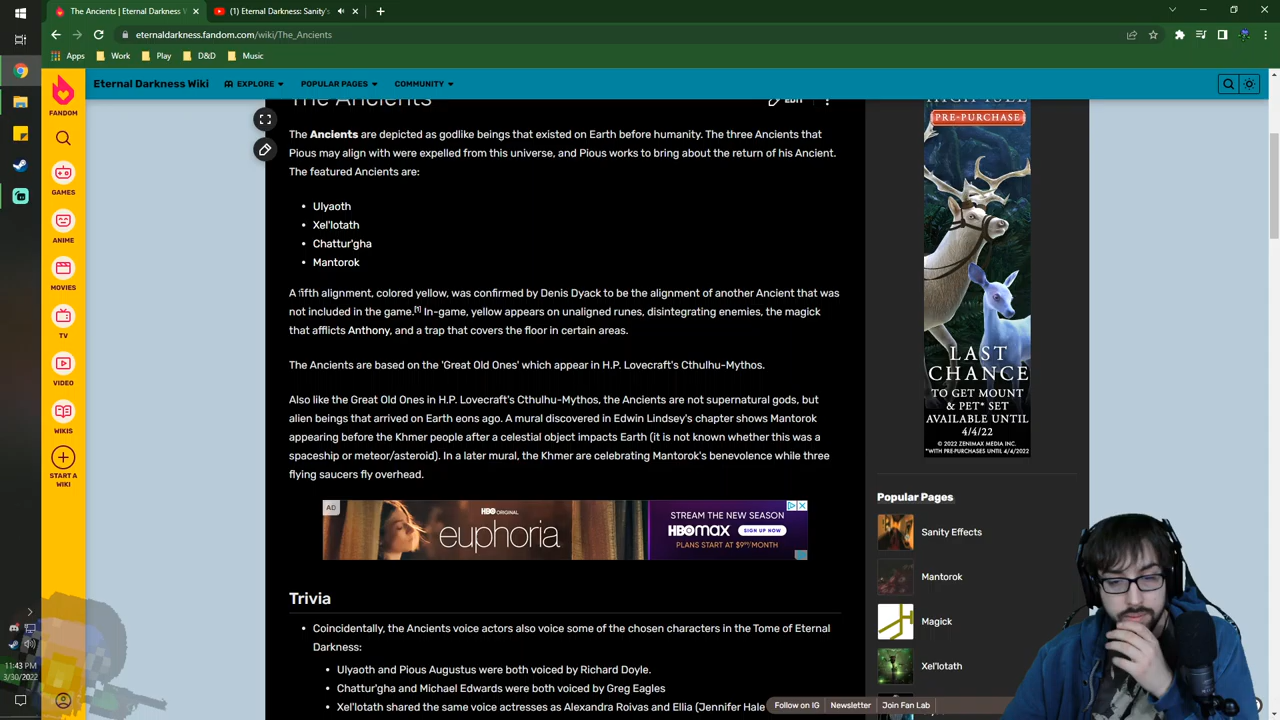 The Ancients | Eternal Darkness W
(1) Eternal Darkness: Sanity's
eternaldarkness.fandom.com/wiki/The_Ancients
Apps
Work
Play
D&D
Music
Eternal Darkness Wiki
EXPLORE
POPULAR PAGES
COMMUNITY
FANDOM
GAMES
ANIME
MOVIES
TV
VIDEO
WIKIS
START A
WIKI
The Ancients
EDIT
The Ancients are depicted as godlike beings that existed on Earth before humanity. The three Ancients that
Pious may align with were expelled from this universe, and Pious works to bring about the return of his Ancient.
The featured Ancients are:
Ulyaoth
Xel'lotath
Chattur'gha
Mantorok
A fifth alignment, colored yellow, was confirmed by Denis Dyack to be the alignment of another Ancient that was
not included in the game.[1] In-game, yellow appears on unaligned runes, disintegrating enemies, the magick
that afflicts Anthony, and a trap that covers the floor in certain areas.
The Ancients are based on the 'Great Old Ones' which appear in H.P. Lovecraft's Cthulhu-Mythos.
Also like the Great Old Ones in H.P. Lovecraft's Cthulhu-Mythos, the Ancients are not supernatural gods, but
alien beings that arrived on Earth eons ago. A mural discovered in Edwin Lindsey's chapter shows Mantorok
appearing before the Khmer people after a celestial object impacts Earth (it is not known whether this was a
spaceship or meteor/asteroid). In a later mural, the Khmer are celebrating Mantorok's benevolence while three
flying saucers fly overhead.
AD
HBO ORIGINAL
euphoria
STREAM THE NEW SEASON
HBOMAX
SIGN UP NOW
PLANS START AT $9.99/MONTH
Trivia
Coincidentally, the Ancients voice actors also voice some of the chosen characters in the Tome of Eternal
Darkness:
Ulyaoth and Pious Augustus were both voiced by Richard Doyle.
Chattur'gha and Michael Edwards were both voiced by Greg Eagles
Xel'lotath shared the same voice actresses as Alexandra Roivas and Ellia (Jennifer Hale
HIGH ISLE
PRE-PURCHASE
LAST
CHANCE
TO GET MOUNT
& PET* SET
AVAILABLE UNTIL
4/4/22
© 2022 ZENIMAX MEDIA INC.
*WITH PRE-PURCHASES UNTIL 4/4/2022
Popular Pages
Sanity Effects
Mantorok
Magick
Xel'lotath
Follow on IG
Newsletter
Join Fan Lab
11:43 PM
3/30/2022